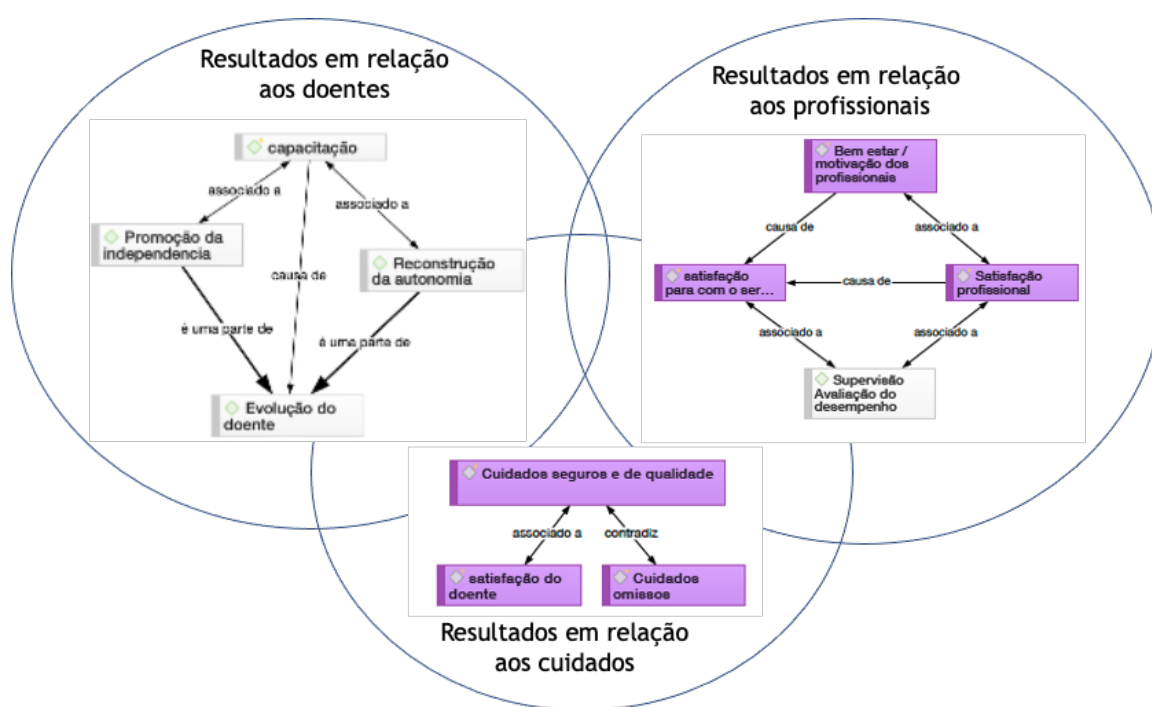 Resultados em relação
aos doentes
capacitação
associado a
associado a
Promoção da
independencia
causa de
Reconstrução
da autonomia
é uma parte de
é uma parte de
Evolução do
doente
Resultados em relação
aos profissionais
Bem estar /
motivação dos
profissionais
causa de
associado a
satisfação
para com o ser...
causa de
Satisfação
profissional
associado a
associado a
Supervisão
Avaliação do
desempenho
Cuidados seguros e de qualidade
associado a
contradiz
satisfação do
doente
Cuidados
omissos
Resultados em relação
aos cuidados